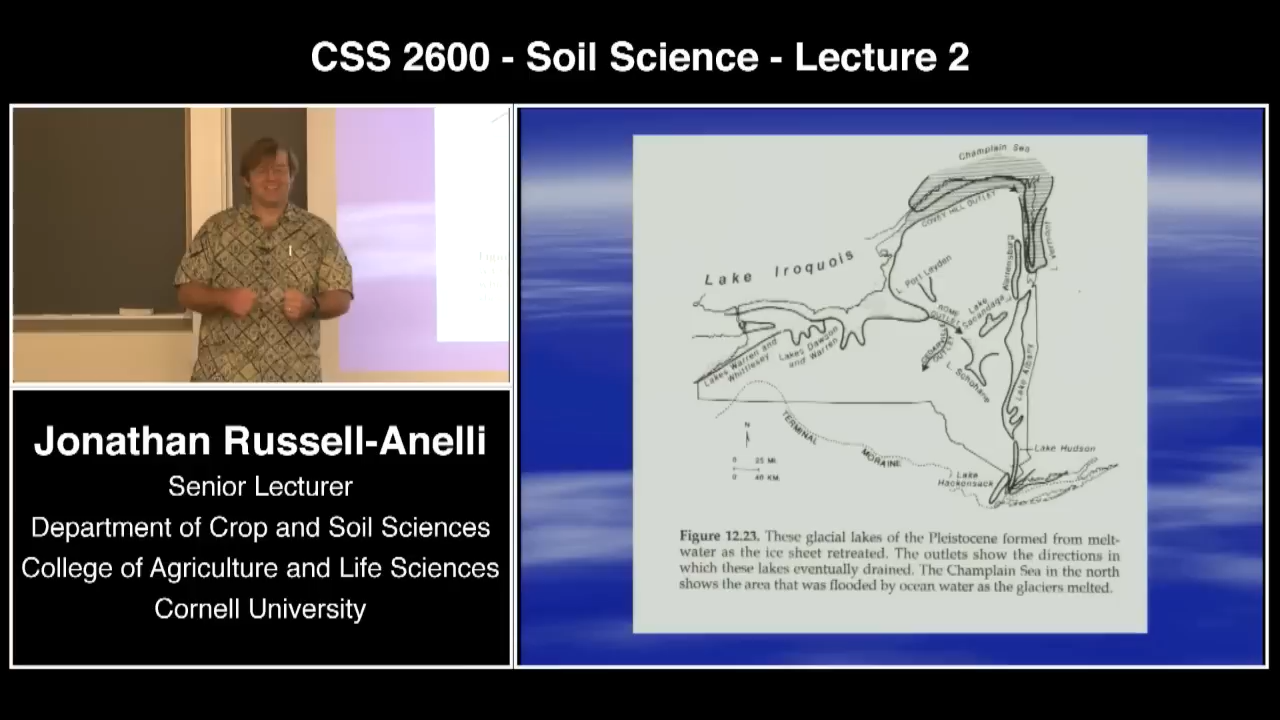 CSS 2600 - Soil Science - Lecture 2
Jonathan Russell-Anelli
Senior Lecturer
Department of Crop and Soil Sciences
College of Agriculture and Life Sciences
Cornell University
Champlain Sea
COVEY HILL OUTLET
L. Vermont
Lake Iroquois
L. Port Leyden
Warrensburg
ROME OUTLET
Lake
Sacandaga
OUTLET
Lakes Warren and
Whittlesey
Lakes Dawson
and Warren
L. Schoharie
Lake Albany
TERMINAL
MORAINE
N
0 25 MI.
0 40 KM.
Lake Hudson
Lake
Hackensack
Figure 12.23. These glacial lakes of the Pleistocene formed from melt-
water as the ice sheet retreated. The outlets show the directions in
which these lakes eventually drained. The Champlain Sea in the north
shows the area that was flooded by ocean water as the glaciers melted.